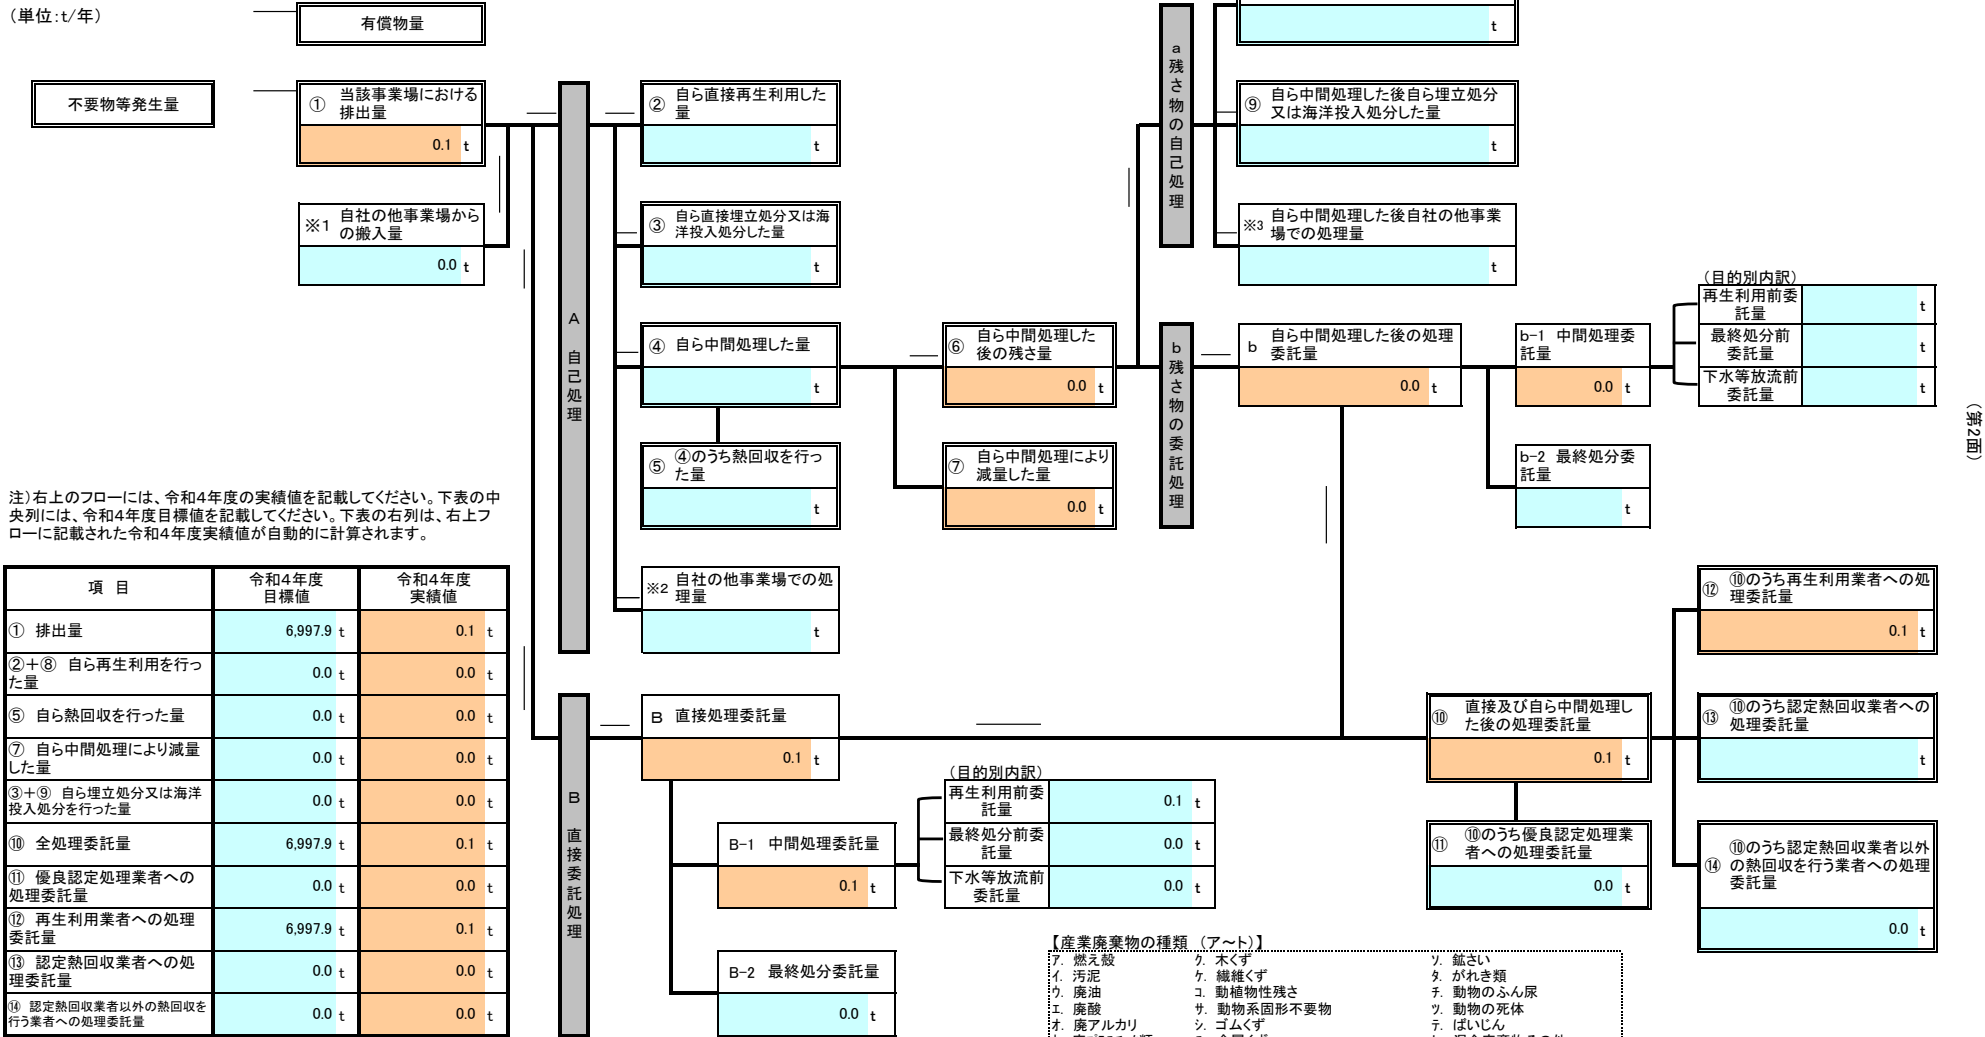 (単位:t/年)
有償物量
t
不要物等発生量
① 当該事業場における
排出量
0.1 t
※1 自社の他事業場から
の搬入量
0.0 t
A 自己処理
② 自ら直接再生利用した
量
t
③ 自ら直接埋立処分又は海
洋投入処分した量
t
④ 自ら中間処理した量
t
⑤ ④のうち熱回収を行っ
た量
t
※2 自社の他事業場での処
理量
t
⑥ 自ら中間処理した
後の残さ量
0.0 t
⑦ 自ら中間処理により
減量した量
0.0 t
a残さ物の自己処理
⑨ 自ら中間処理した後自ら埋立処分
又は海洋投入処分した量
t
※3 自ら中間処理した後自社の他事業
場での処理量
t
b残さ物の委託処理
b 自ら中間処理した後の処理
委託量
0.0 t
b-1 中間処理委
託量
0.0 t
b-2 最終処分委
託量
t
(目的別内訳)
再生利用前委
託量
t
最終処分前
委託量
t
下水等放流前
委託量
t
(第2面)
注)右上のフローには、令和4年度の実績値を記載してください。下表の中
央列には、令和4年度目標値を記載してください。下表の右列は、右上フ
ローに記載された令和4年度実績値が自動的に計算されます。
項 目 令和4年度
目標値 令和4年度
実績値
① 排出量 6,997.9 t 0.1 t
②+⑧ 自ら再生利用を行っ
た量 0.0 t 0.0 t
⑤ 自ら熱回収を行った量 0.0 t 0.0 t
⑦ 自ら中間処理により減量
した量 0.0 t 0.0 t
③+⑨ 自ら埋立処分又は海洋
投入処分を行った量 0.0 t 0.0 t
⑩ 全処理委託量 6,997.9 t 0.1 t
⑪ 優良認定処理業者への
処理委託量 0.0 t 0.0 t
⑫ 再生利用業者への処理
委託量 6,997.9 t 0.1 t
⑬ 認定熱回収業者への処
理委託量 0.0 t 0.0 t
⑭ 認定熱回収業者以外の熱回収を
行う業者への処理委託量 0.0 t 0.0 t
B 直接委託処理
B 直接処理委託量
0.1 t
B-1 中間処理委託量
0.1 t
B-2 最終処分委託量
0.0 t
(目的別内訳)
再生利用前委
託量
0.1 t
最終処分前委
託量
0.0 t
下水等放流前
委託量
0.0 t
⑩ 直接及び自ら中間処理し
た後の処理委託量
0.1 t
⑪ ⑩のうち優良認定処理業
者への処理委託量
0.0 t
⑫ ⑩のうち再生利用業者への処
理委託量
0.1 t
⑬ ⑩のうち認定熱回収業者への
処理委託量
t
⑭ ⑩のうち認定熱回収業者以外
の熱回収を行う業者への処理
委託量
0.0 t
【産業廃棄物の種類 (ア~ト)】
ア. 燃え殻 ク. 木くず ソ. 鉱さい
イ. 汚泥 ケ. 繊維くず タ. がれき類
ウ. 廃油 コ. 動植物性残さ チ. 動物のふん尿
エ. 廃酸 サ. 動物系固形不要物 ツ. 動物の死体
オ. 廃アルカリ シ. ゴムくず テ. ばいじん